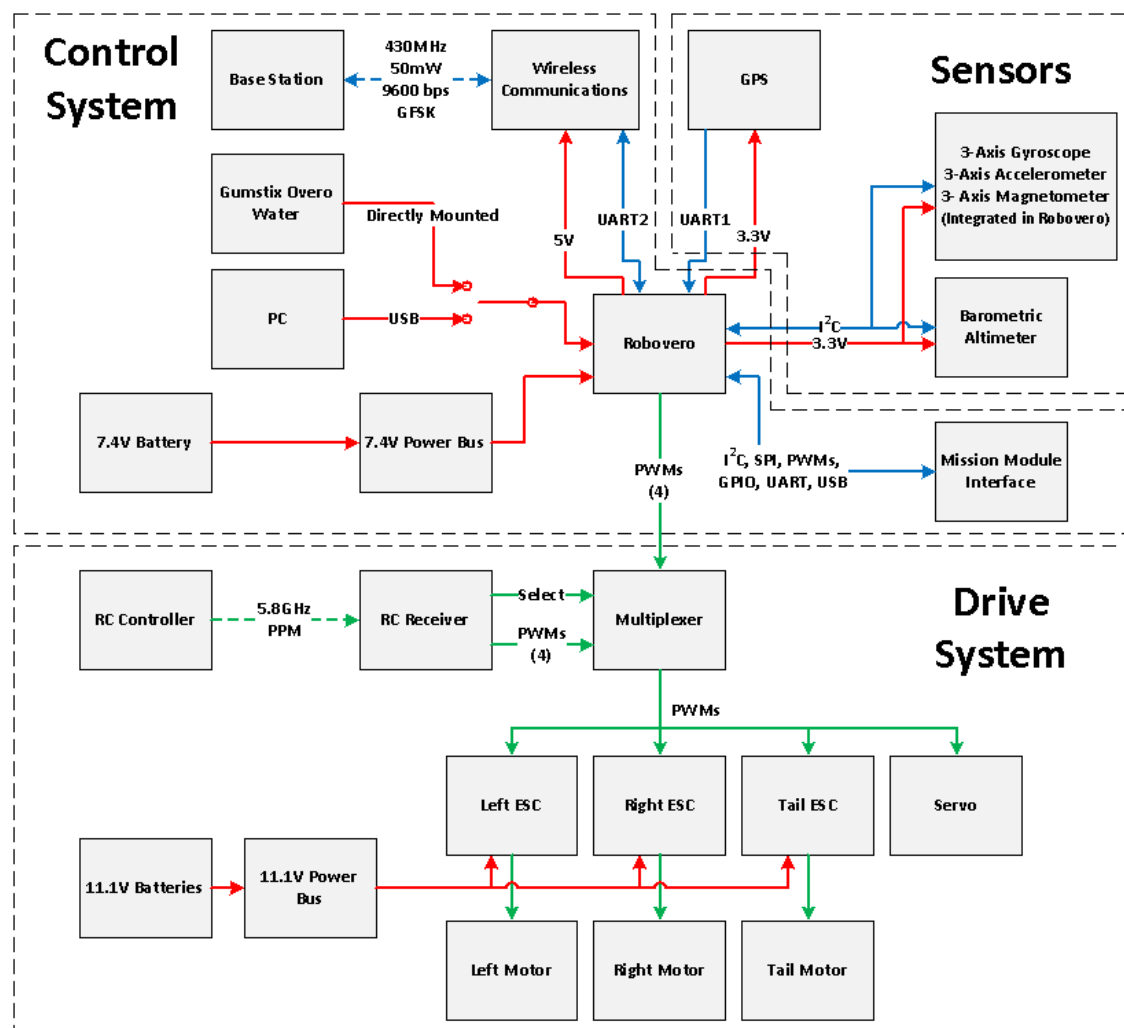 Control
System
Base Station
430MHz
50mW
9600 bps
GFSK
Wireless
Communications
GPS
Sensors
3-Axis Gyroscope
3-Axis Accelerometer
3- Axis Magnetometer
(Integrated in Robovero)
Gumstix Overo
Water
Directly Mounted
5V
UART2
UART1
3.3V
PC
USB
Robovero
I²C
3.3V
Barometric
Altimeter
7.4V Battery
7.4V Power Bus
PWMs
(4)
I²C, SPI, PWMs,
GPIO, UART, USB
Mission Module
Interface
RC Controller
5.8GHz
PPM
RC Receiver
Select
PWMs
(4)
Multiplexer
Drive
System
PWMs
Left ESC
Right ESC
Tail ESC
Servo
11.1V Batteries
11.1V Power
Bus
Left Motor
Right Motor
Tail Motor